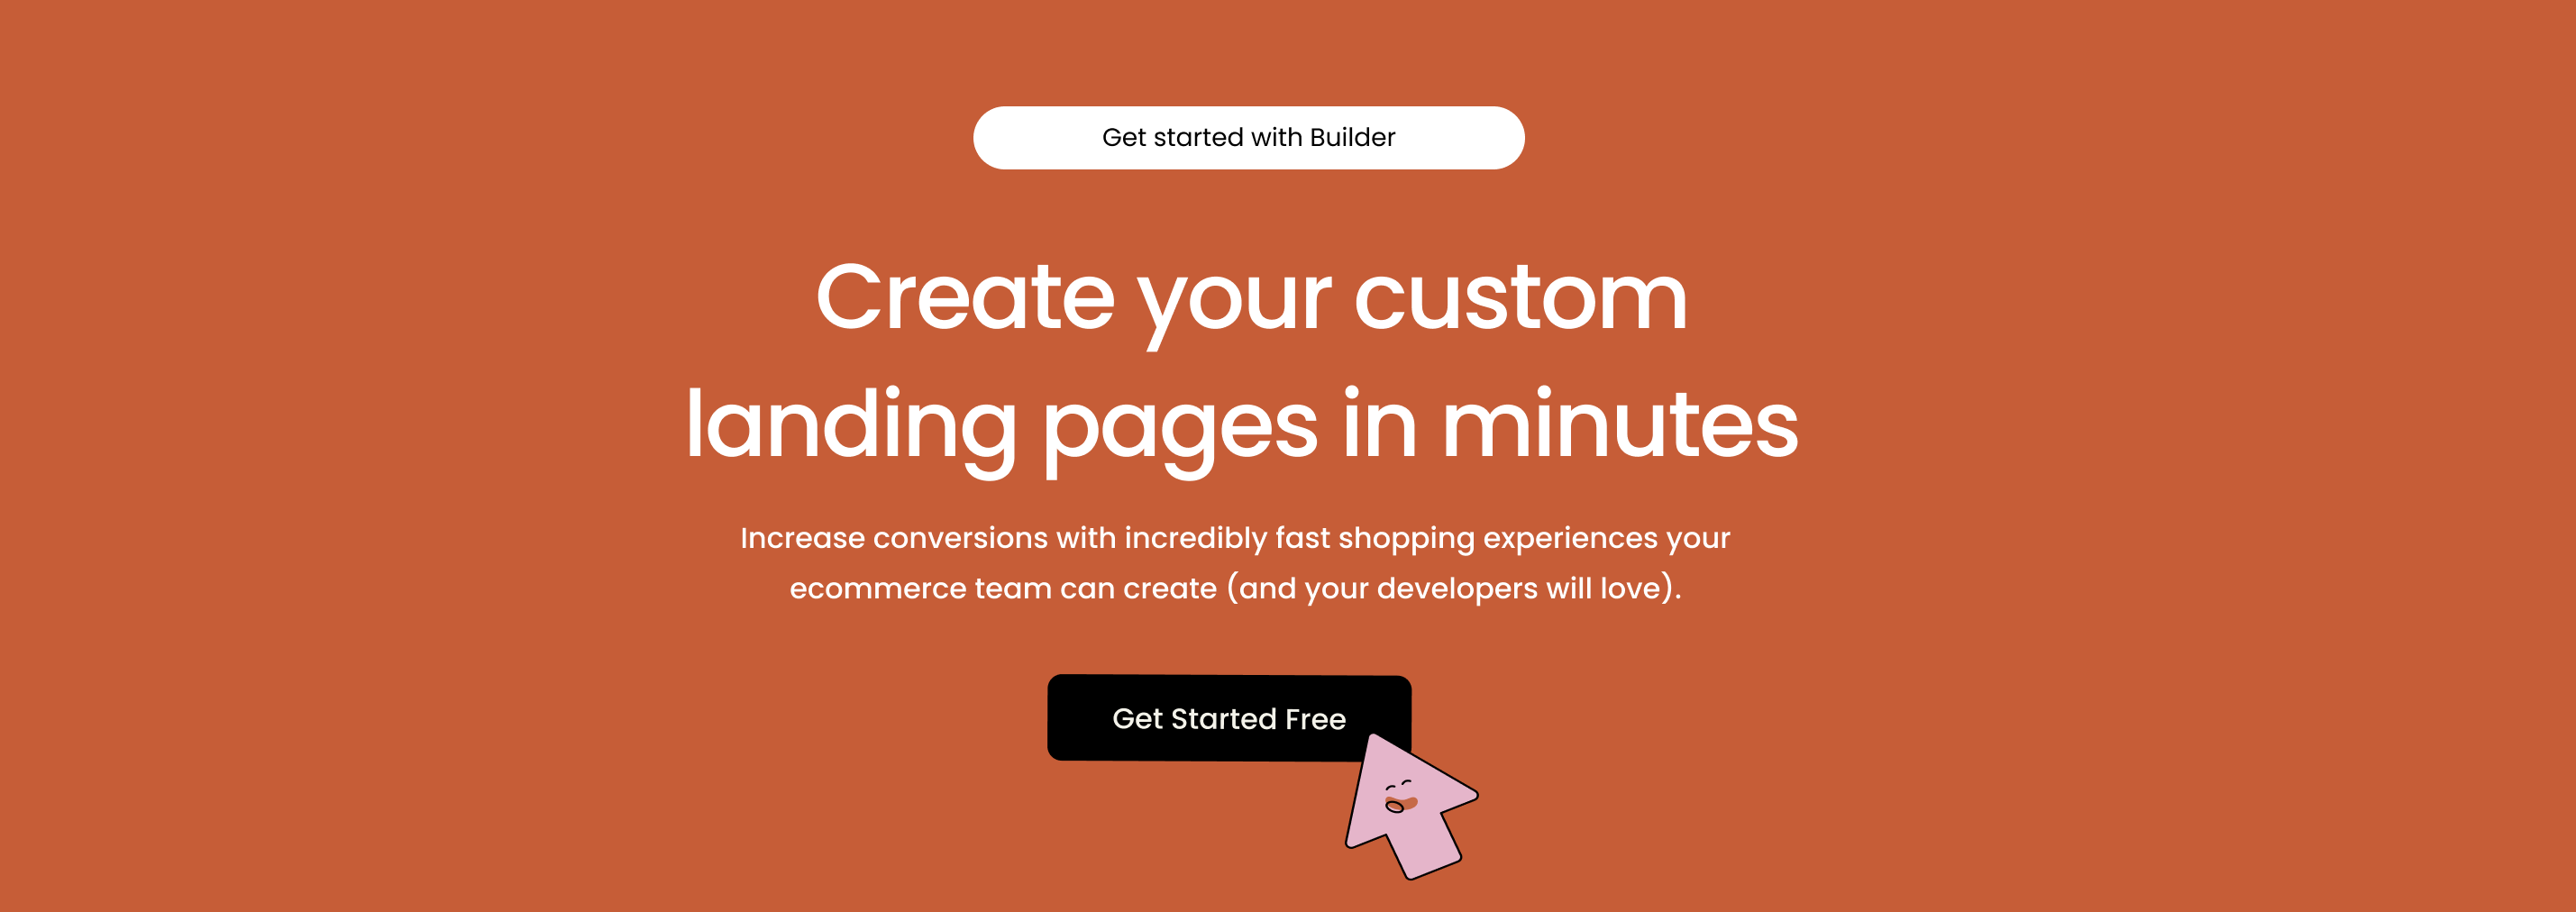 Get started with Builder
Create your custom
landing pages in minutes
Increase conversions with incredibly fast shopping experiences your
ecommerce team can create (and your developers will love).
Get Started Free